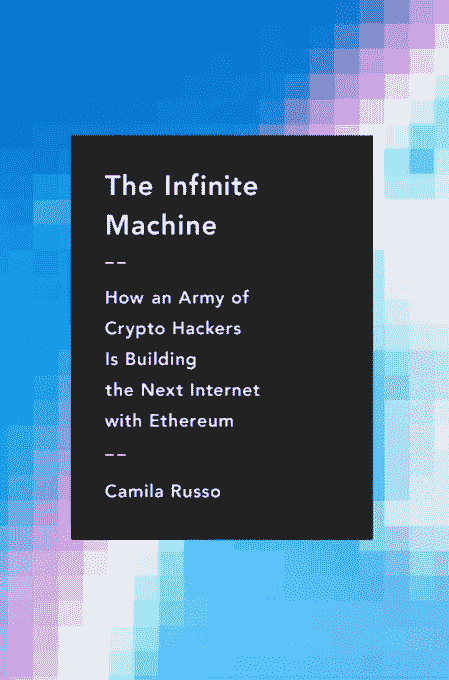 The Infinite
Machine
––
How an Army of
Crypto Hackers
Is Building
the Next Internet
with Ethereum
––
Camila Russo